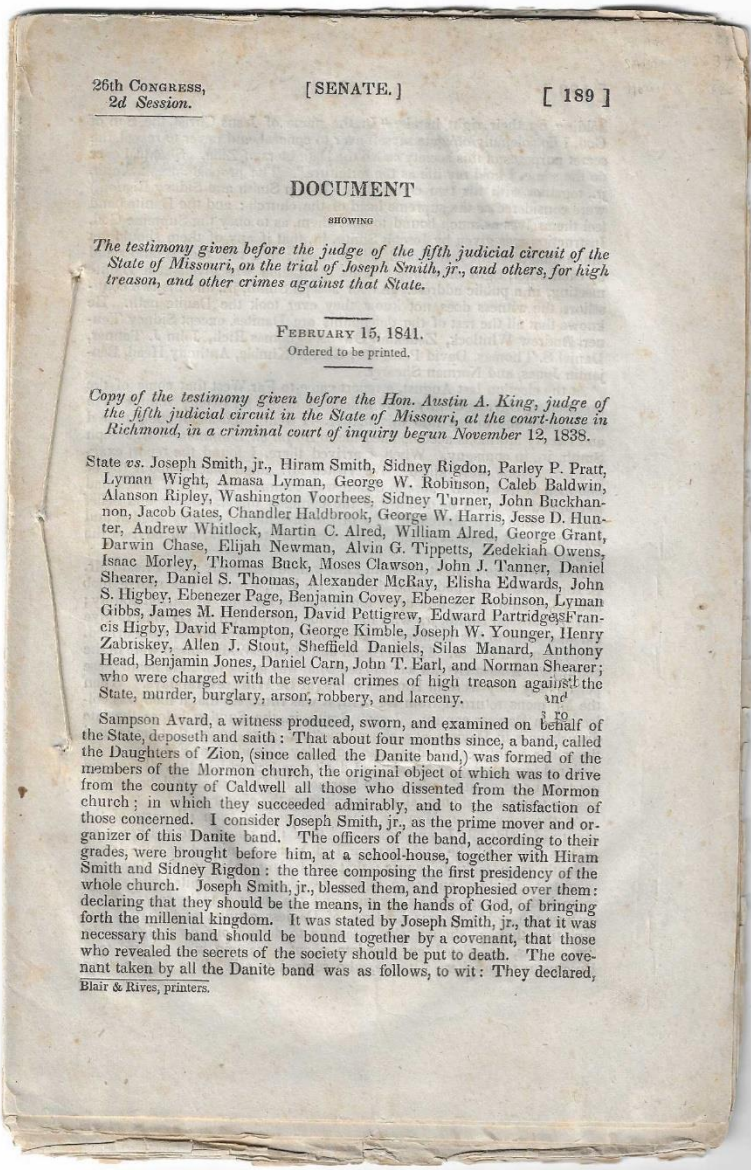 26th CONGRESS,
2d Session.
[ SENATE. ]
[ 189 ]
DOCUMENT
SHOWING
The testimony given before the judge of the fifth judicial circuit of the
State of Missouri, on the trial of Joseph Smith, jr., and others, for high
treason, and other crimes against that State.
FEBRUARY 15, 1841.
Ordered to be printed.
Copy of the testimony given before the Hon. Austin A. King, judge of
the fifth judicial circuit in the State of Missouri, at the court-house in
Richmond, in a criminal court of inquiry begun November 12, 1838.
State vs. Joseph Smith, jr., Hiram Smith, Sidney Rigdon, Parley P. Pratt,
Lyman Wight, Amasa Lyman, George W. Robinson, Caleb Baldwin,
Alanson Ripley, Washington Voorhees, Sidney Turner, John Buckhan-
non, Jacob Gates, Chandler Haldbrook, George W. Harris, Jesse D. Hun-
ter, Andrew Whitlock, Martin C. Alred, William Alred, George Grant,
Darwin Chase, Elijah Newman, Alvin G. Tippetts, Zedekiah Owens,
Isaac Morley, Thomas Buck, Moses Clawson, John J. Tanner, Daniel
Shearer, Daniel S. Thomas, Alexander McRay, Elisha Edwards, John
S. Higbey, Ebenezer Page, Benjamin Covey, Ebenezer Robinson, Lyman
Gibbs, James M. Henderson, David Pettigrew, Edward Partridge, Fran-
cis Higby, David Frampton, George Kimble, Joseph W. Younger, Henry
Zabriskey, Allen J. Stout, Sheffield Daniels, Silas Manard, Anthony
Head, Benjamin Jones, Daniel Carn, John T. Earl, and Norman Shearer;
who were charged with the several crimes of high treason against the
State, murder, burglary, arson, robbery, and larceny.
Sampson Avard, a witness produced, sworn, and examined on behalf of
the State, deposeth and saith : That about four months since, a band, called
the Daughters of Zion, (since called the Danite band,) was formed of the
members of the Mormon church, the original object of which was to drive
from the county of Caldwell all those who dissented from the Mormon
church ; in which they succeeded admirably, and to the satisfaction of
those concerned. I consider Joseph Smith, jr., as the prime mover and or-
ganizer of this Danite band. The officers of the band, according to their
grades, were brought before him, at a school-house, together with Hiram
Smith and Sidney Rigdon : the three composing the first presidency of the
whole church. Joseph Smith, jr., blessed them, and prophesied over them :
declaring that they should be the means, in the hands of God, of bringing
forth the millenial kingdom. It was stated by Joseph Smith, jr., that it was
necessary this band should be bound together by a covenant, that those
who revealed the secrets of the society should be put to death. The cove-
nant taken by all the Danite band was as follows, to wit : They declared,
Blair & Rives, printers.